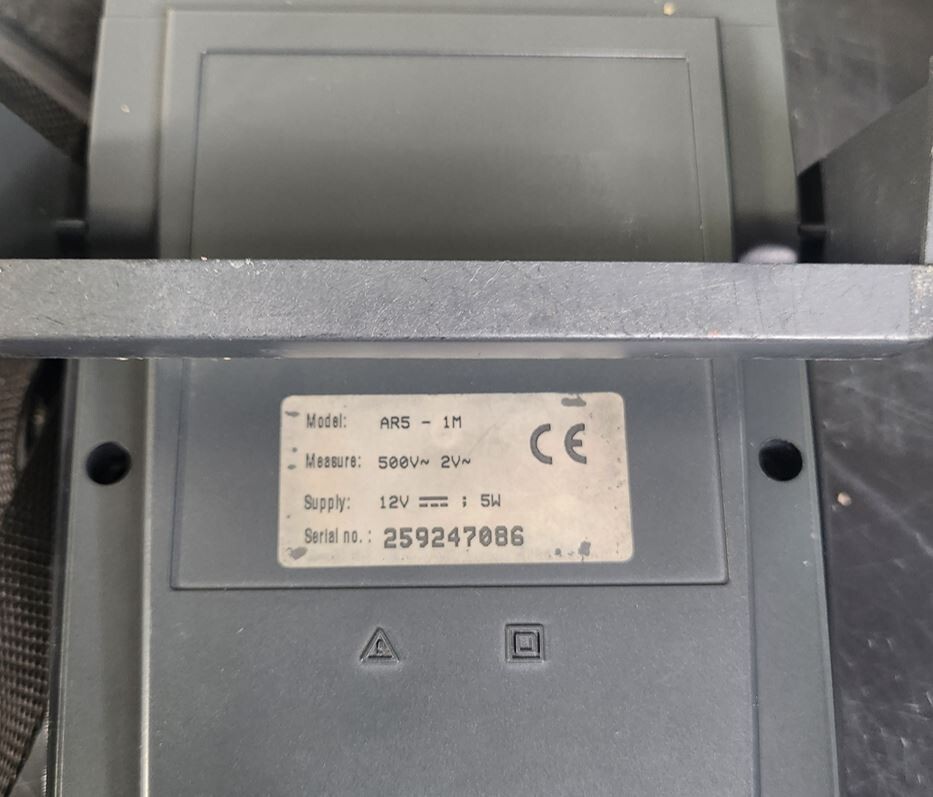 Model: AR5 - 1M
CE
Measure: 500V~ 2V~
Supply: 12V ⎓ ; 5W
Serial no.: 259247086